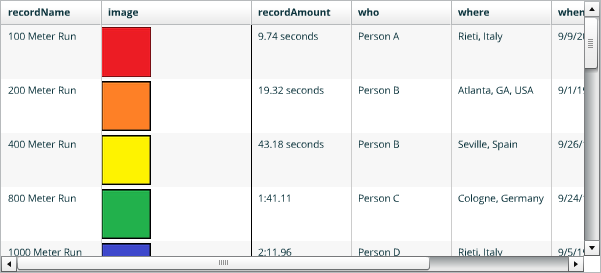 recordName image recordAmount who where when
100 Meter Run 9.74 seconds Person A Rieti, Italy 9/9/20
200 Meter Run 19.32 seconds Person B Atlanta, GA, USA 9/1/19
400 Meter Run 43.18 seconds Person B Seville, Spain 9/26/
800 Meter Run 1:41.11 Person C Cologne, Germany 9/24/
1000 Meter Run 2:11.96 Person D Rieti, Italy 9/5/19